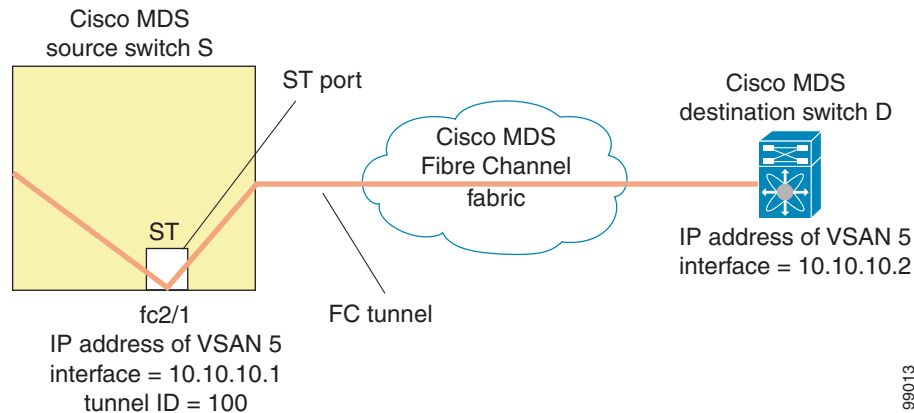 Cisco MDS
source switch S
ST port
Cisco MDS
destination switch D
Cisco MDS
Fibre Channel
fabric
ST
IP address of VSAN 5
interface = 10.10.10.2
fc2/1
FC tunnel
IP address of VSAN 5
interface = 10.10.10.1
tunnel ID = 100
99013